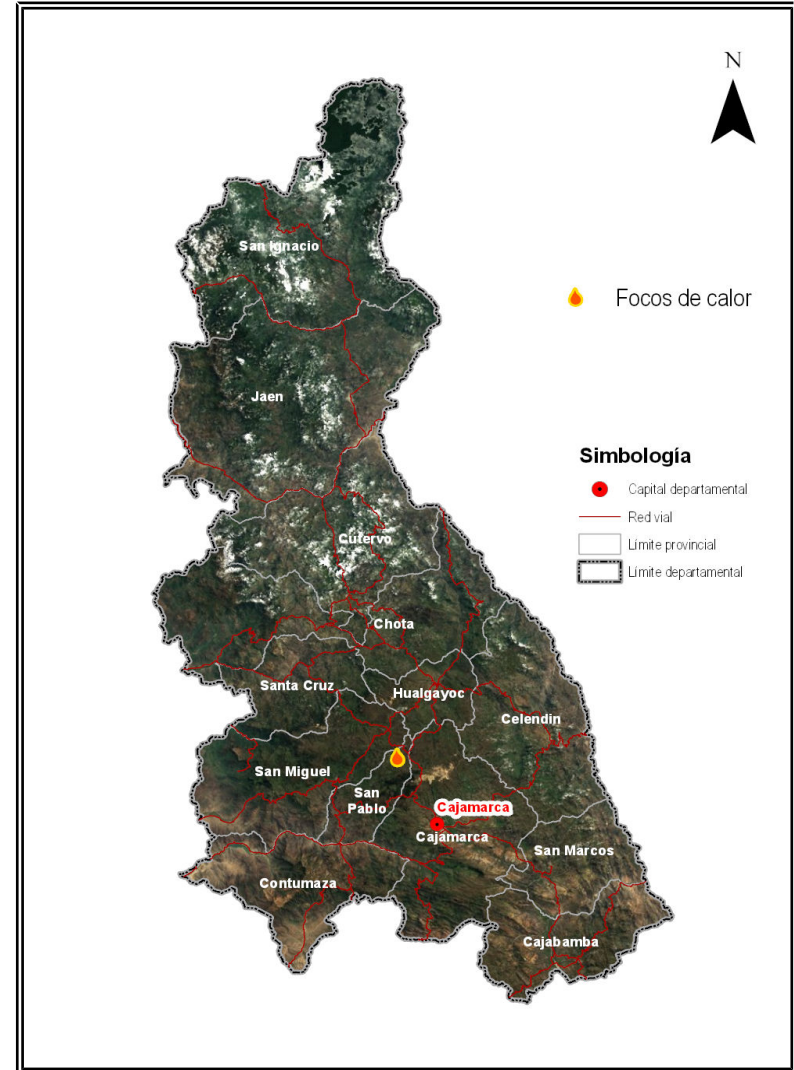 N
San Ignacio
Focos de calor
Jaen
Simbología
Capital departamental
Red vial
Límite provincial
Límite departamental
Cutervo
Chota
Santa Cruz
Hualgayoc
Celendin
San Miguel
San
Pablo
Cajamarca
Cajamarca
San Marcos
Contumaza
Cajabamba